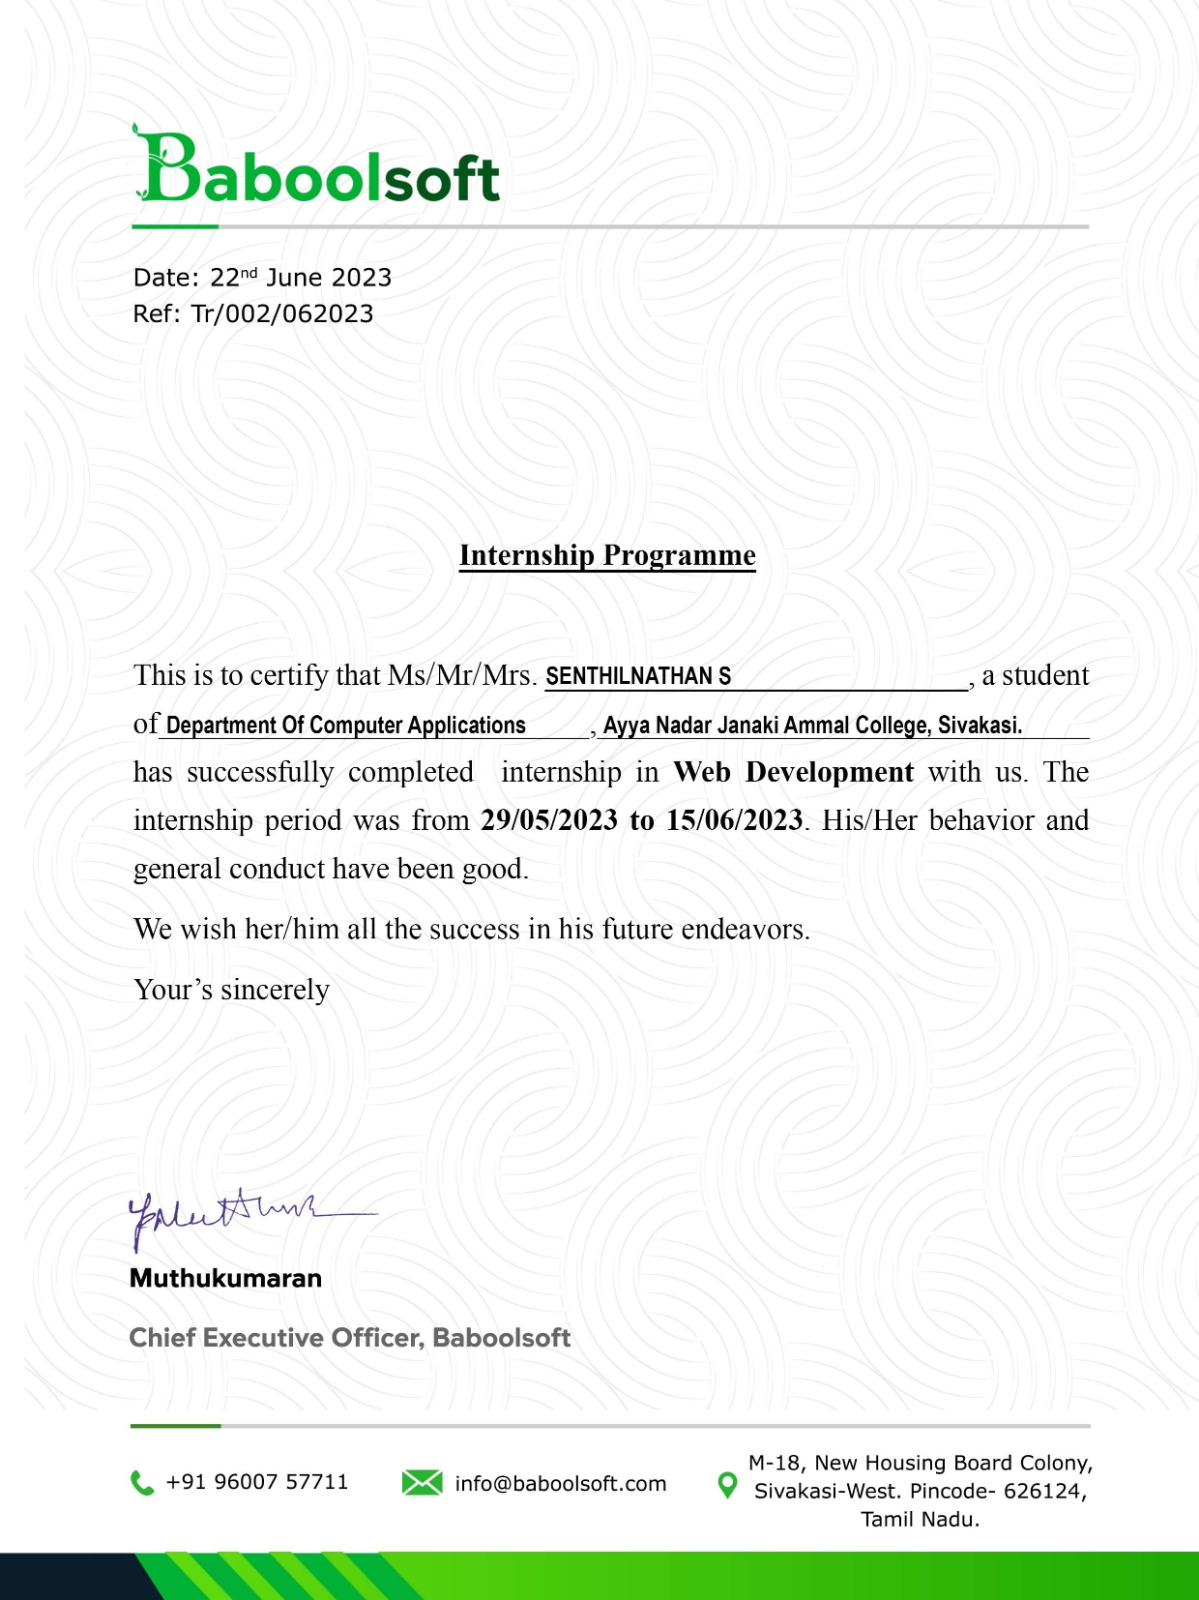 Baboolsoft
Date: 22nd June 2023
Ref: Tr/002/062023
Internship Programme
This is to certify that Ms/Mr/Mrs. SENTHILNATHAN S, a student
of Department Of Computer Applications, Ayya Nadar Janaki Ammal College, Sivakasi.
has successfully completed internship in Web Development with us. The
internship period was from 29/05/2023 to 15/06/2023. His/Her behavior and
general conduct have been good.
We wish her/him all the success in his future endeavors.
Your’s sincerely
Muthukumaran
Chief Executive Officer, Baboolsoft
+91 96007 57711
info@baboolsoft.com
M-18, New Housing Board Colony,
Sivakasi-West. Pincode- 626124,
Tamil Nadu.